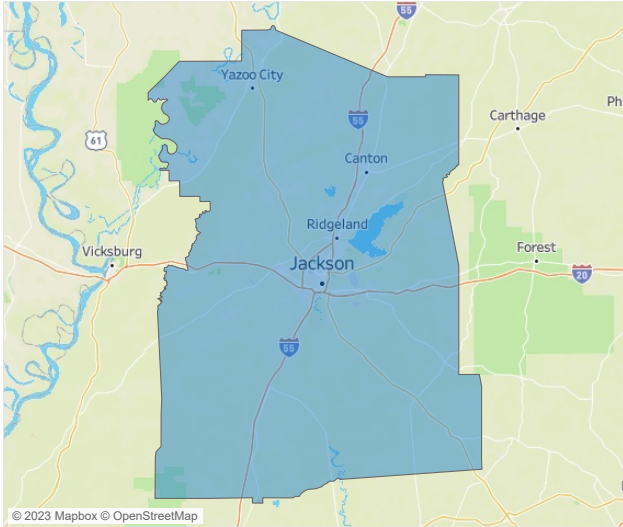 55
Yazoo City
Carthage
Ph
55
61
Canton
Ridgeland
Vicksburg
Forest
Jackson
20
55
© 2023 Mapbox © OpenStreetMap